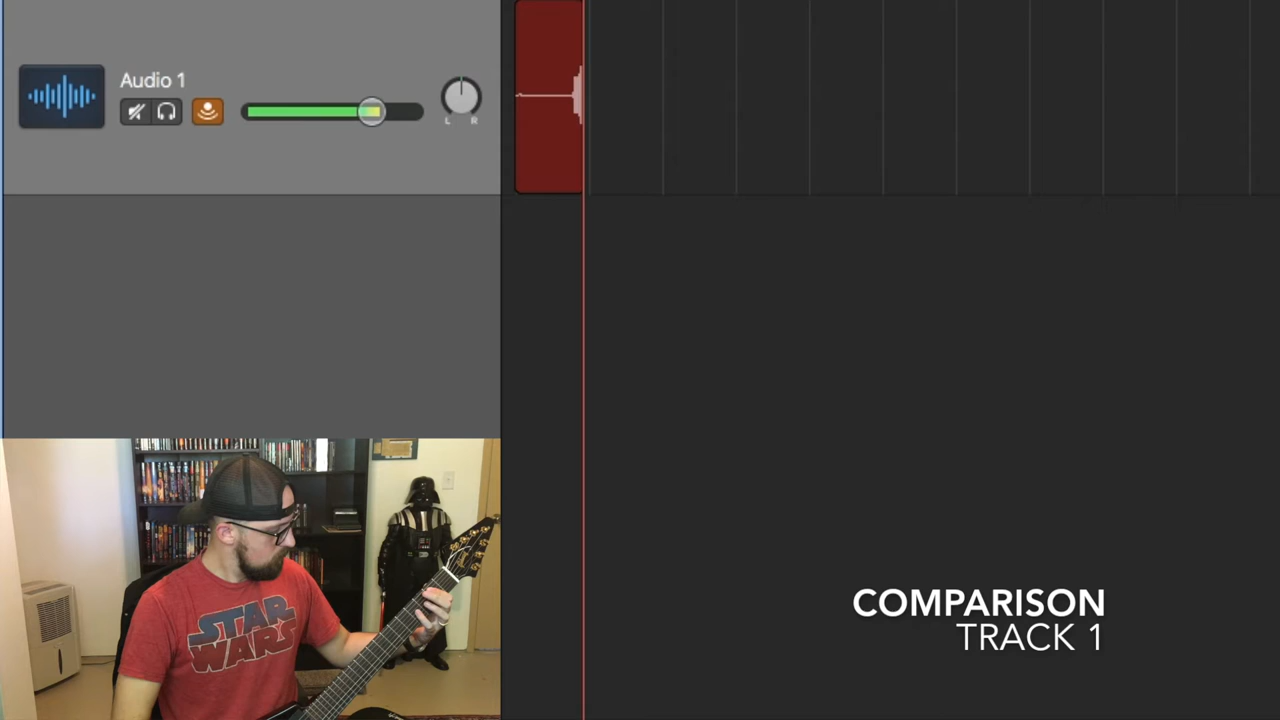 Audio 1
L R
STAR
WARS
COMPARISON
TRACK 1